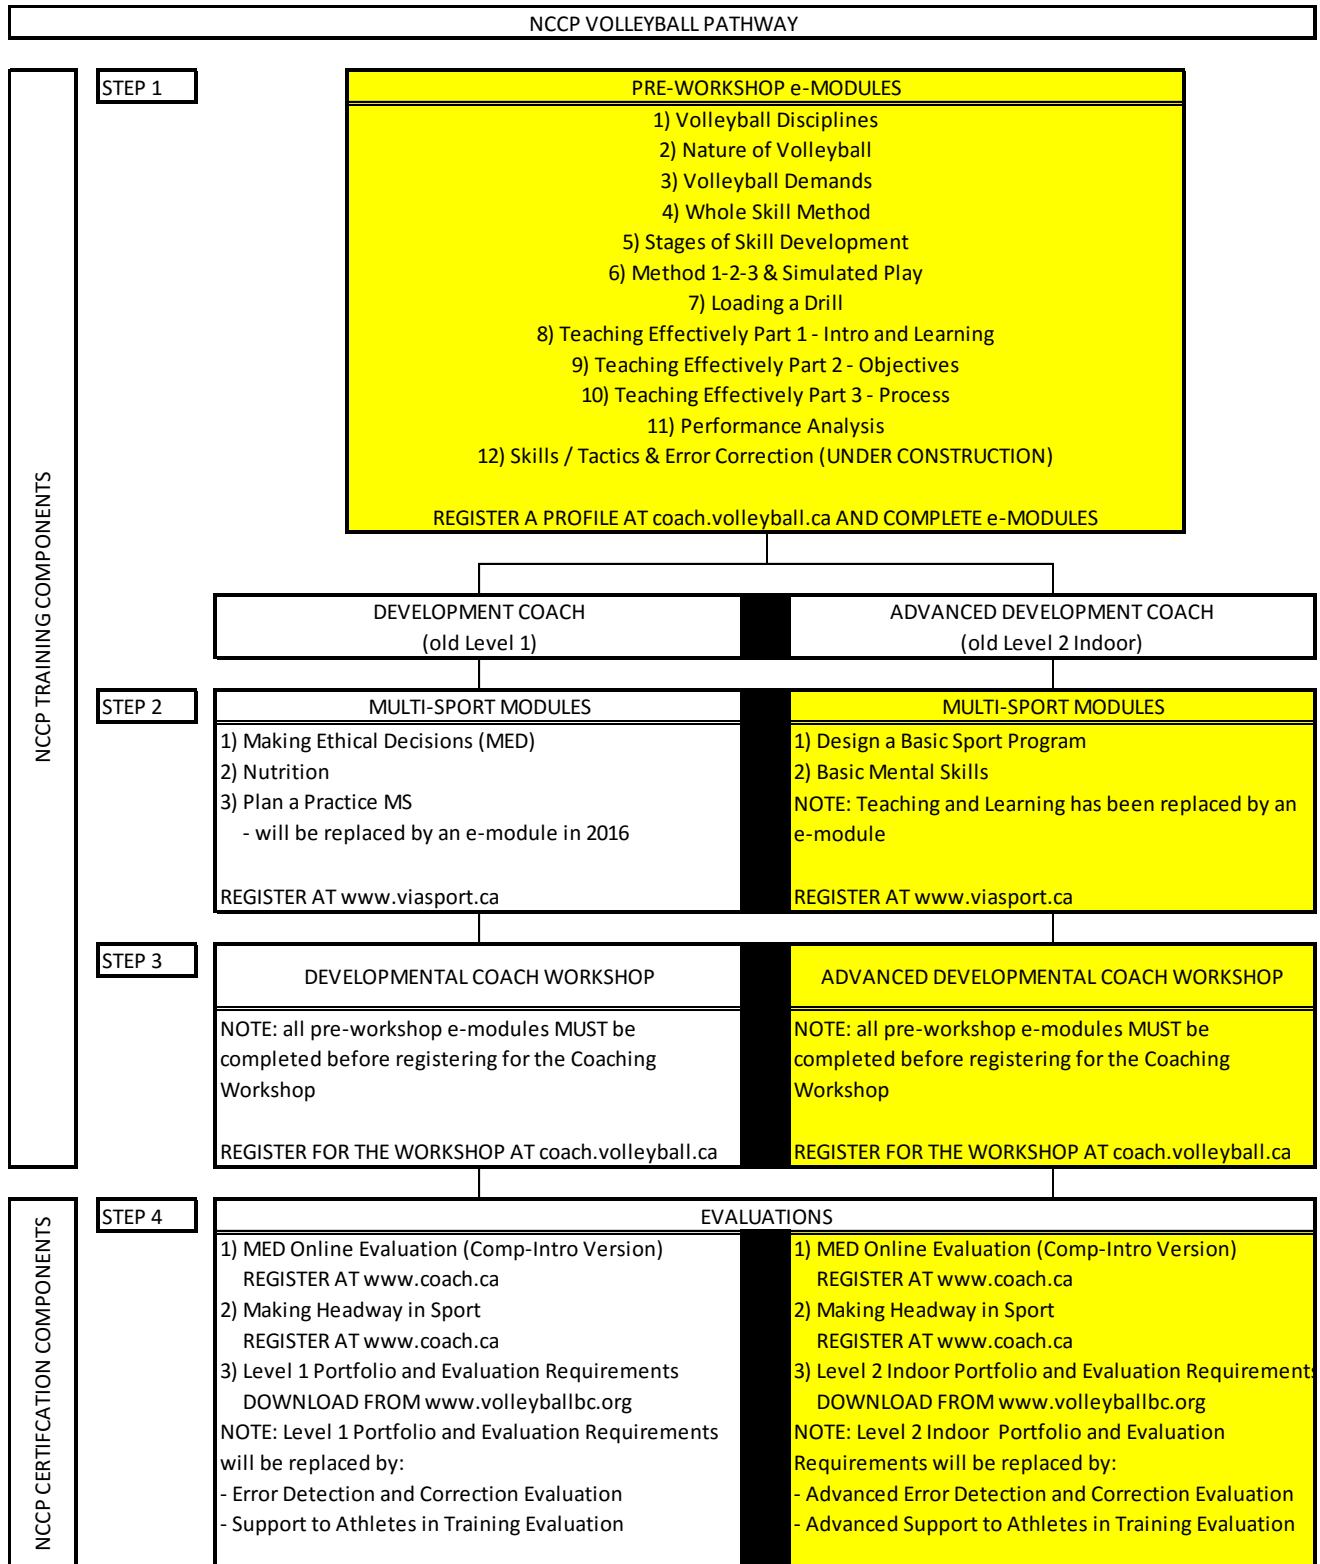 NCCP VOLLEYBALL PATHWAY
NCCP TRAINING COMPONENTS
STEP 1
PRE-WORKSHOP e-MODULES
1) Volleyball Disciplines
2) Nature of Volleyball
3) Volleyball Demands
4) Whole Skill Method
5) Stages of Skill Development
6) Method 1-2-3 & Simulated Play
7) Loading a Drill
8) Teaching Effectively Part 1 - Intro and Learning
9) Teaching Effectively Part 2 - Objectives
10) Teaching Effectively Part 3 - Process
11) Performance Analysis
12) Skills / Tactics & Error Correction (UNDER CONSTRUCTION)
REGISTER A PROFILE AT coach.volleyball.ca AND COMPLETE e-MODULES
DEVELOPMENT COACH
(old Level 1)
ADVANCED DEVELOPMENT COACH
(old Level 2 Indoor)
STEP 2
MULTI-SPORT MODULES
1) Making Ethical Decisions (MED)
2) Nutrition
3) Plan a Practice MS
- will be replaced by an e-module in 2016
REGISTER AT www.viasport.ca
MULTI-SPORT MODULES
1) Design a Basic Sport Program
2) Basic Mental Skills
NOTE: Teaching and Learning has been replaced by an
e-module
REGISTER AT www.viasport.ca
STEP 3
DEVELOPMENTAL COACH WORKSHOP
NOTE: all pre-workshop e-modules MUST be
completed before registering for the Coaching
Workshop
REGISTER FOR THE WORKSHOP AT coach.volleyball.ca
ADVANCED DEVELOPMENTAL COACH WORKSHOP
NOTE: all pre-workshop e-modules MUST be
completed before registering for the Coaching
Workshop
REGISTER FOR THE WORKSHOP AT coach.volleyball.ca
NCCP CERTIFCATION COMPONENTS
STEP 4
EVALUATIONS
1) MED Online Evaluation (Comp-Intro Version)
REGISTER AT www.coach.ca
2) Making Headway in Sport
REGISTER AT www.coach.ca
3) Level 1 Portfolio and Evaluation Requirements
DOWNLOAD FROM www.volleyballbc.org
NOTE: Level 1 Portfolio and Evaluation Requirements
will be replaced by:
- Error Detection and Correction Evaluation
- Support to Athletes in Training Evaluation
1) MED Online Evaluation (Comp-Intro Version)
REGISTER AT www.coach.ca
2) Making Headway in Sport
REGISTER AT www.coach.ca
3) Level 2 Indoor Portfolio and Evaluation Requirements
DOWNLOAD FROM www.volleyballbc.org
NOTE: Level 2 Indoor  Portfolio and Evaluation
Requirements will be replaced by:
- Advanced Error Detection and Correction Evaluation
- Advanced Support to Athletes in Training Evaluation